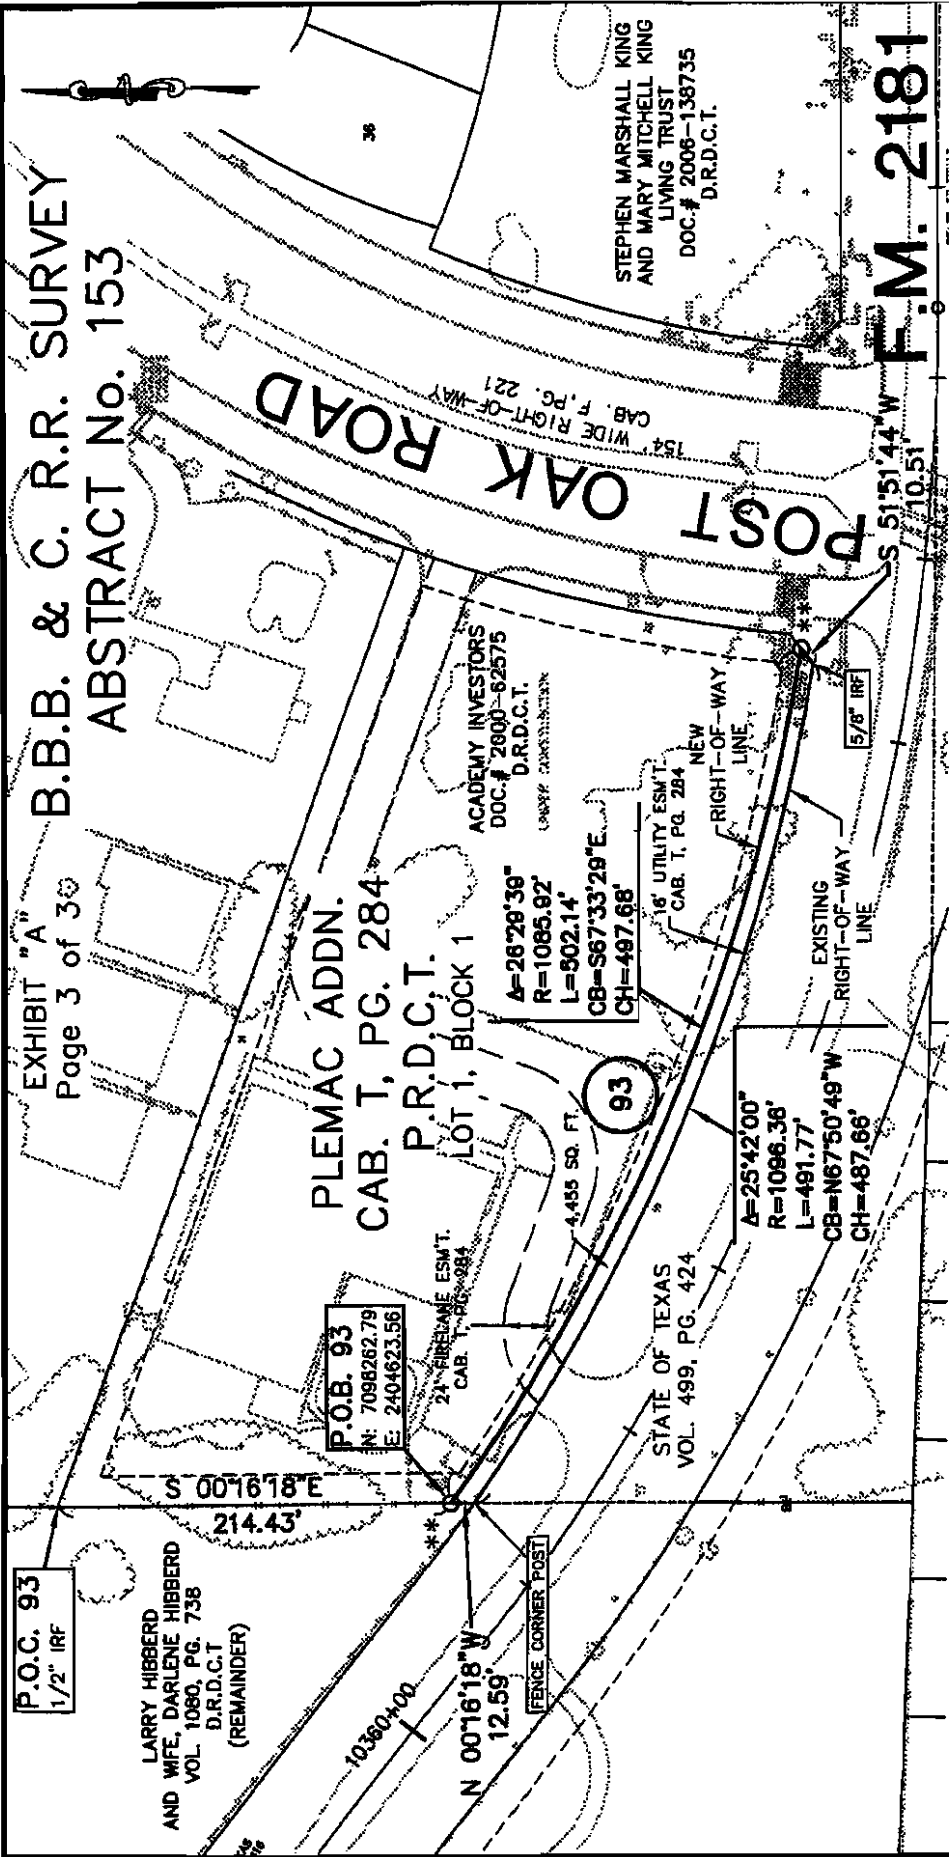 EXHIBIT "A"
Page 3 of 3
B.B.B. & C. R.R. SURVEY
ABSTRACT No. 153
P.O.C. 93
1/2" IRF
LARRY HIBBERD
AND WIFE, DARLENE HIBBERD
VOL. 1080, PG. 738
D.R.D.C.T
(REMAINDER)
S 00°16'18"E
214.43'
**
P.O.B. 93
N: 7098262.79
E: 2404623.56
PLEMAC ADDN.
CAB. T, PG. 284
P.R.D.C.T.
LOT 1, BLOCK 1
24' FIRELANE ESM'T.
CAB. T, PG. 284
4,455 SQ. FT.
93
ACADEMY INVESTORS
DOC.# 2000-62575
D.R.D.C.T.
Δ=26°29'39"
R=1085.92'
L=502.14'
CB=S67°33'29"E
CH=497.68'
16' UTILITY ESM'T.
CAB. T, PG. 284
NEW
RIGHT-OF-WAY
LINE
36
POST OAK ROAD
154' WIDE RIGHT-OF-WAY
CAB. F, PG. 221
STEPHEN MARSHALL KING
AND MARY MITCHELL KING
LIVING TRUST
DOC.# 2006-138735
D.R.D.C.T.
**
S 51°51'44"W
10.51'
5/8" IRF
EXISTING
RIGHT-OF-WAY
LINE
Δ=25°42'00"
R=1096.36'
L=491.77'
CB=N67°50'49"W
CH=487.66'
STATE OF TEXAS
VOL. 499, PG. 424
FENCE CORNER POST
N 00°16'18"W
12.59'
10360+00
F.M. 2181